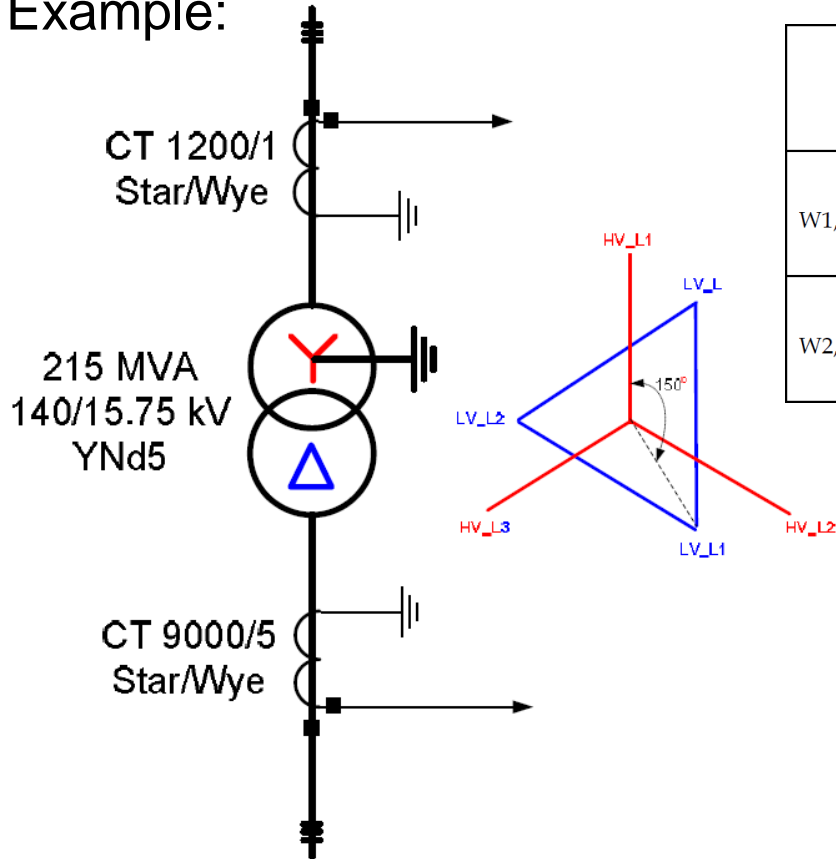 Example:
CT 1200/1
Star/Wye
W1,
HV_L1
LV_L
W2,
215 MVA
140/15.75 kV
YNd5
150°
LV_L2
HV_L3
HV_L2
LV_L1
CT 9000/5
Star/Wye